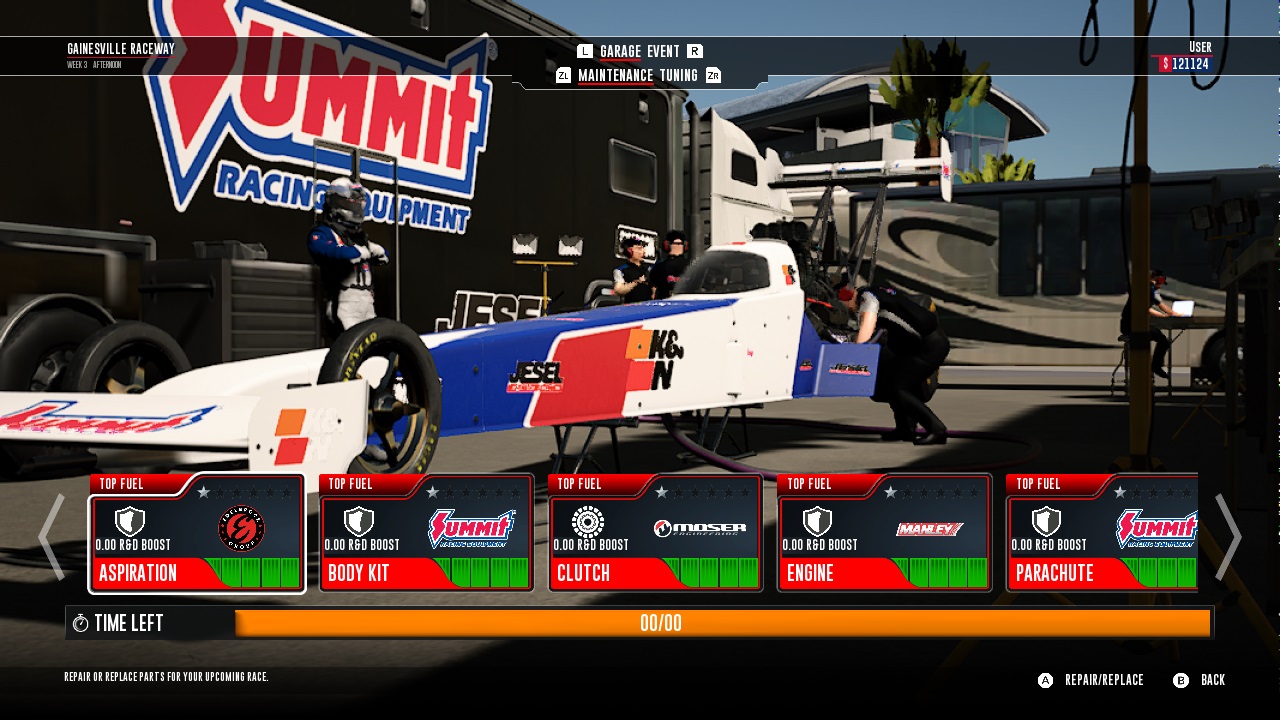 SUMMIT
RACING EQUIPMENT
GAINESVILLE RACEWAY
WEEK 3 AFTERNOON
L GARAGE EVENT R
ZL MAINTENANCE TUNING ZR
USER
$ 121124
JESEL
JESEL
K&
N
TOP FUEL
0.00 R&D BOOST
ASPIRATION
TOP FUEL
0.00 R&D BOOST
SUMMIT
RACING EQUIPMENT
BODY KIT
TOP FUEL
0.00 R&D BOOST
MOSER
ENGINEERING
CLUTCH
TOP FUEL
0.00 R&D BOOST
MANLEY
ENGINE
TOP FUEL
0.00 R&D BOOST
SUMMIT
RACING EQUIPMENT
PARACHUTE
TIME LEFT
00/00
REPAIR OR REPLACE PARTS FOR YOUR UPCOMING RACE.
A REPAIR/REPLACE
B BACK